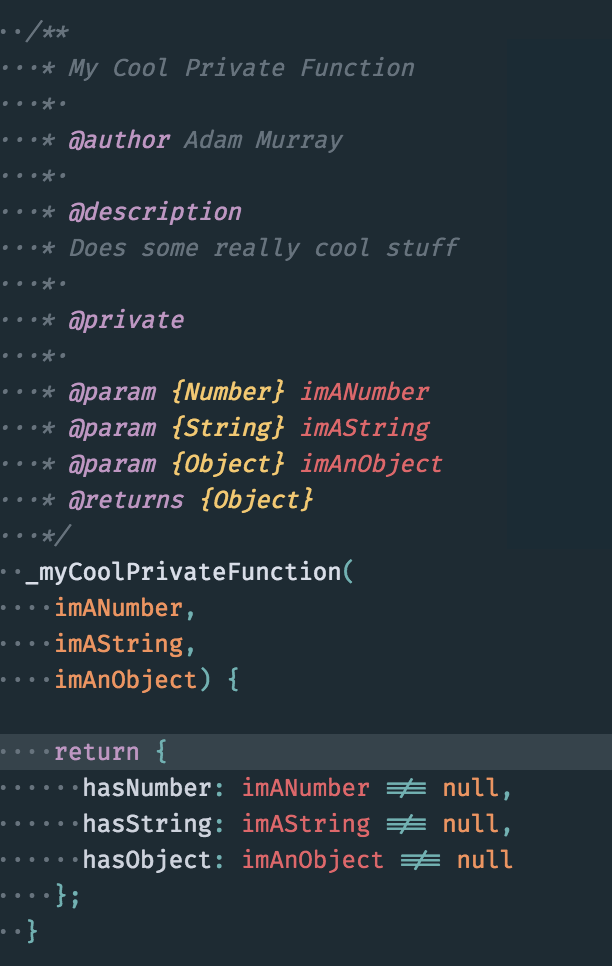 /**
 * My Cool Private Function
 *
 * @author Adam Murray
 *
 * @description
 * Does some really cool stuff
 *
 * @private
 *
 * @param {Number} imANumber
 * @param {String} imAString
 * @param {Object} imAnObject
 * @returns {Object}
 */
_myCoolPrivateFunction(
  imANumber,
  imAString,
  imAnObject) {
  return {
    hasNumber: imANumber !== null,
    hasString: imAString !== null,
    hasObject: imAnObject !== null
  };
}